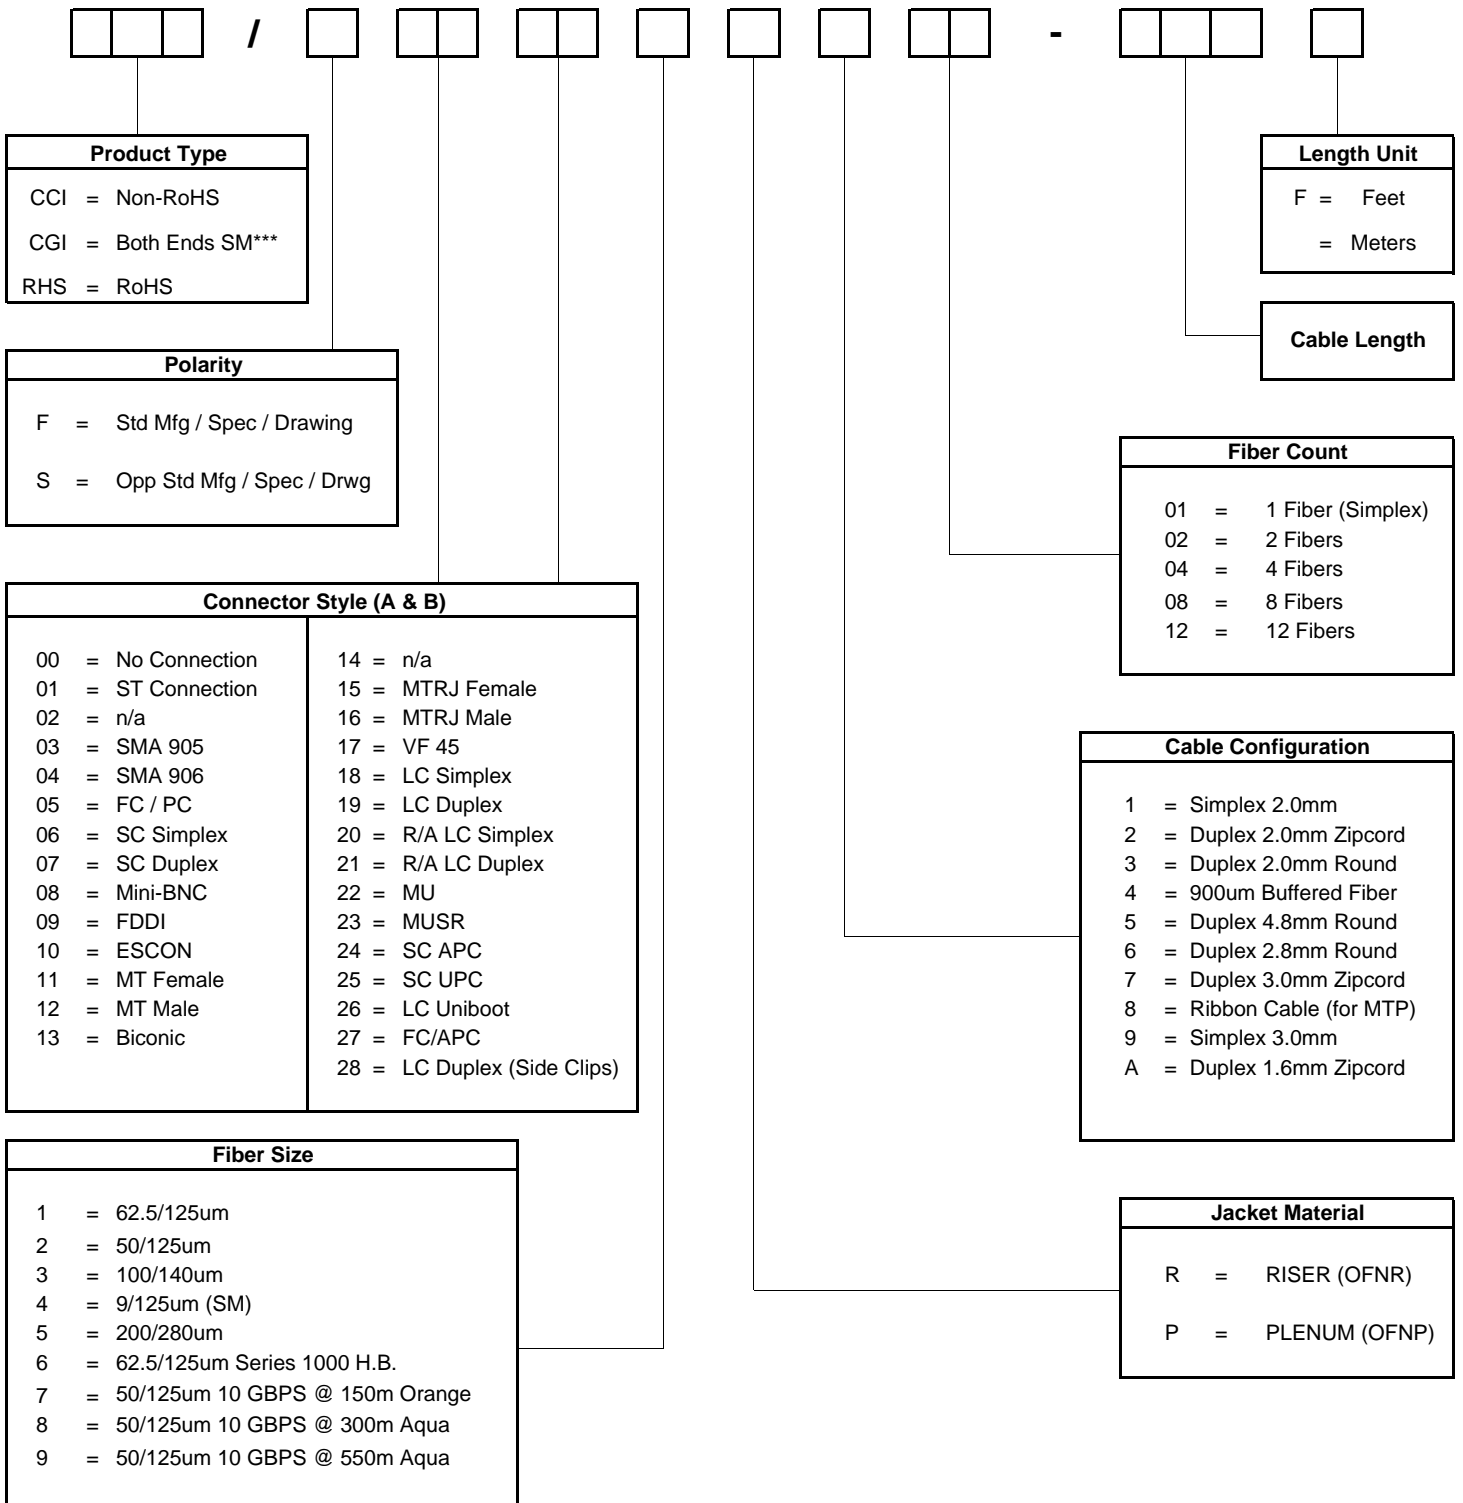 /
-
Product Type
CCI = Non-RoHS
CGI = Both Ends SM***
RHS = RoHS
Length Unit
F = Feet
= Meters
Cable Length
Polarity
F = Std Mfg / Spec / Drawing
S = Opp Std Mfg / Spec / Drwg
Fiber Count
01 = 1 Fiber (Simplex)
02 = 2 Fibers
04 = 4 Fibers
08 = 8 Fibers
12 = 12 Fibers
Connector Style (A & B)
00 = No Connection
01 = ST Connection
02 = n/a
03 = SMA 905
04 = SMA 906
05 = FC / PC
06 = SC Simplex
07 = SC Duplex
08 = Mini-BNC
09 = FDDI
10 = ESCON
11 = MT Female
12 = MT Male
13 = Biconic
14 = n/a
15 = MTRJ Female
16 = MTRJ Male
17 = VF 45
18 = LC Simplex
19 = LC Duplex
20 = R/A LC Simplex
21 = R/A LC Duplex
22 = MU
23 = MUSR
24 = SC APC
25 = SC UPC
26 = LC Uniboot
27 = FC/APC
28 = LC Duplex (Side Clips)
Cable Configuration
1 = Simplex 2.0mm
2 = Duplex 2.0mm Zipcord
3 = Duplex 2.0mm Round
4 = 900um Buffered Fiber
5 = Duplex 4.8mm Round
6 = Duplex 2.8mm Round
7 = Duplex 3.0mm Zipcord
8 = Ribbon Cable (for MTP)
9 = Simplex 3.0mm
A = Duplex 1.6mm Zipcord
Fiber Size
1 = 62.5/125um
2 = 50/125um
3 = 100/140um
4 = 9/125um (SM)
5 = 200/280um
6 = 62.5/125um Series 1000 H.B.
7 = 50/125um 10 GBPS @ 150m Orange
8 = 50/125um 10 GBPS @ 300m Aqua
9 = 50/125um 10 GBPS @ 550m Aqua
Jacket Material
R = RISER (OFNR)
P = PLENUM (OFNP)